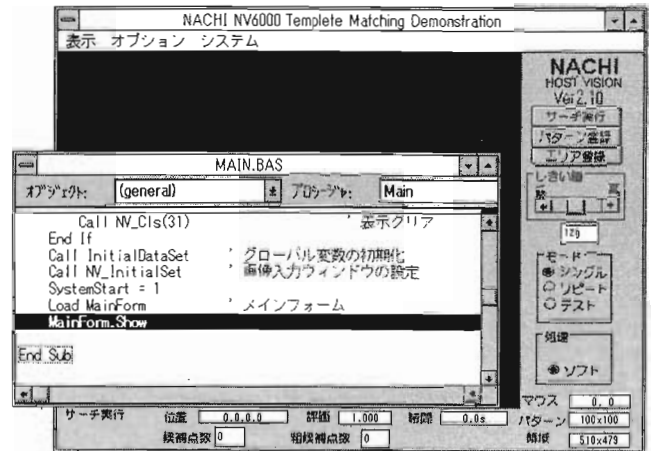 NACHI NV6000 Templete Matching Demonstration
表示 オプション システム
NACHI
HOST VISION
Ver2.10
サーチ実行
パターン登録
エリア登録
しきい値
低 高
128
モード
シングル
リピート
テスト
処理
ソフト
MAIN.BAS
オブジェクト: (general) プロシージャ: Main
Call NV_Cls(31) ' 表示クリア
End If
Call InitialDataSet ' グローバル変数の初期化
Call NV_InitialSet ' 画像入力ウィンドウの設定
SystemStart = 1
Load MainForm ' メインフォーム
MainForm.Show
End Sub
サーチ実行 位置 0.0,0.0 評価 1.000 時間 0.0s
候補点数 0 粗候補点数 0
マウス 0, 0
パターン 100x100
領域 510x479